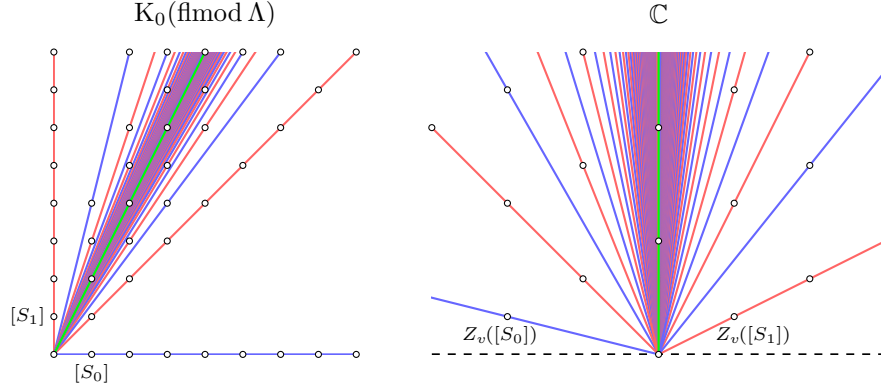 K₀(flmod Λ)
ℂ
[S₁]
[S₀]
Zᵥ([S₀])
Zᵥ([S₁])